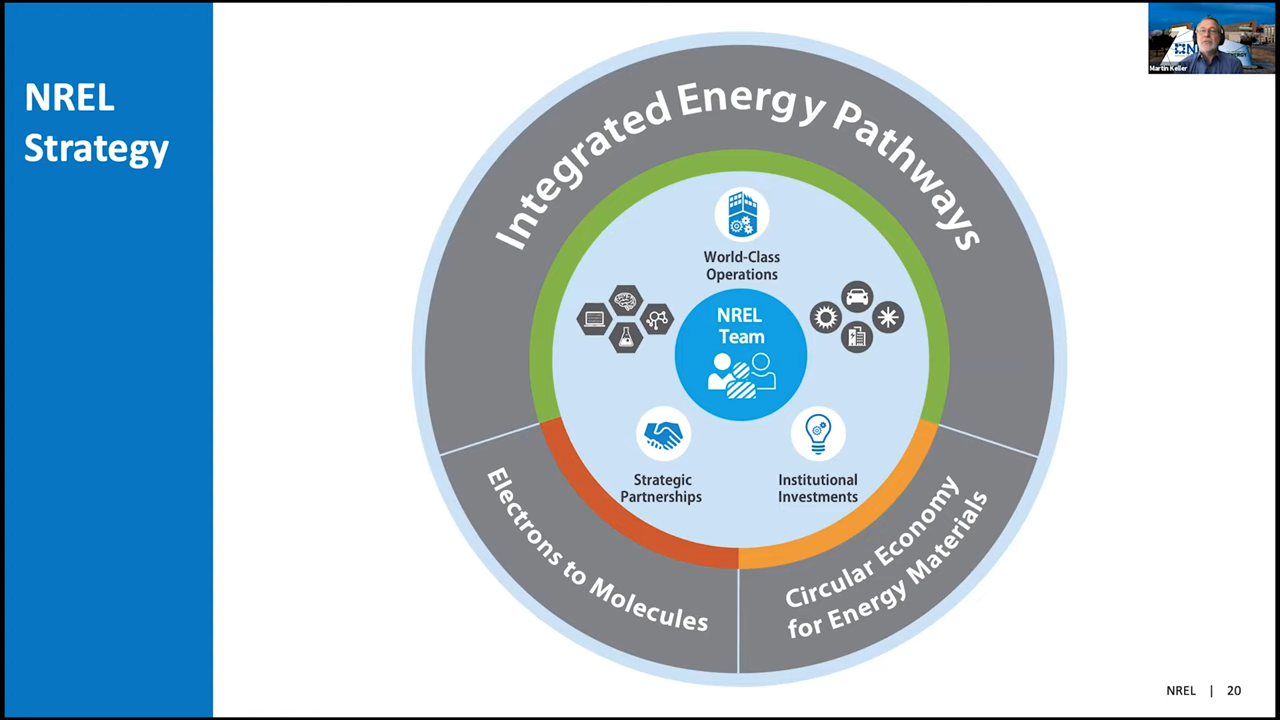 NREL
Strategy
Integrated Energy Pathways
World-Class
Operations
NREL
Team
Strategic
Partnerships
Institutional
Investments
Electrons to Molecules
Circular Economy
for Energy Materials
Martin Keller
NREL | 20